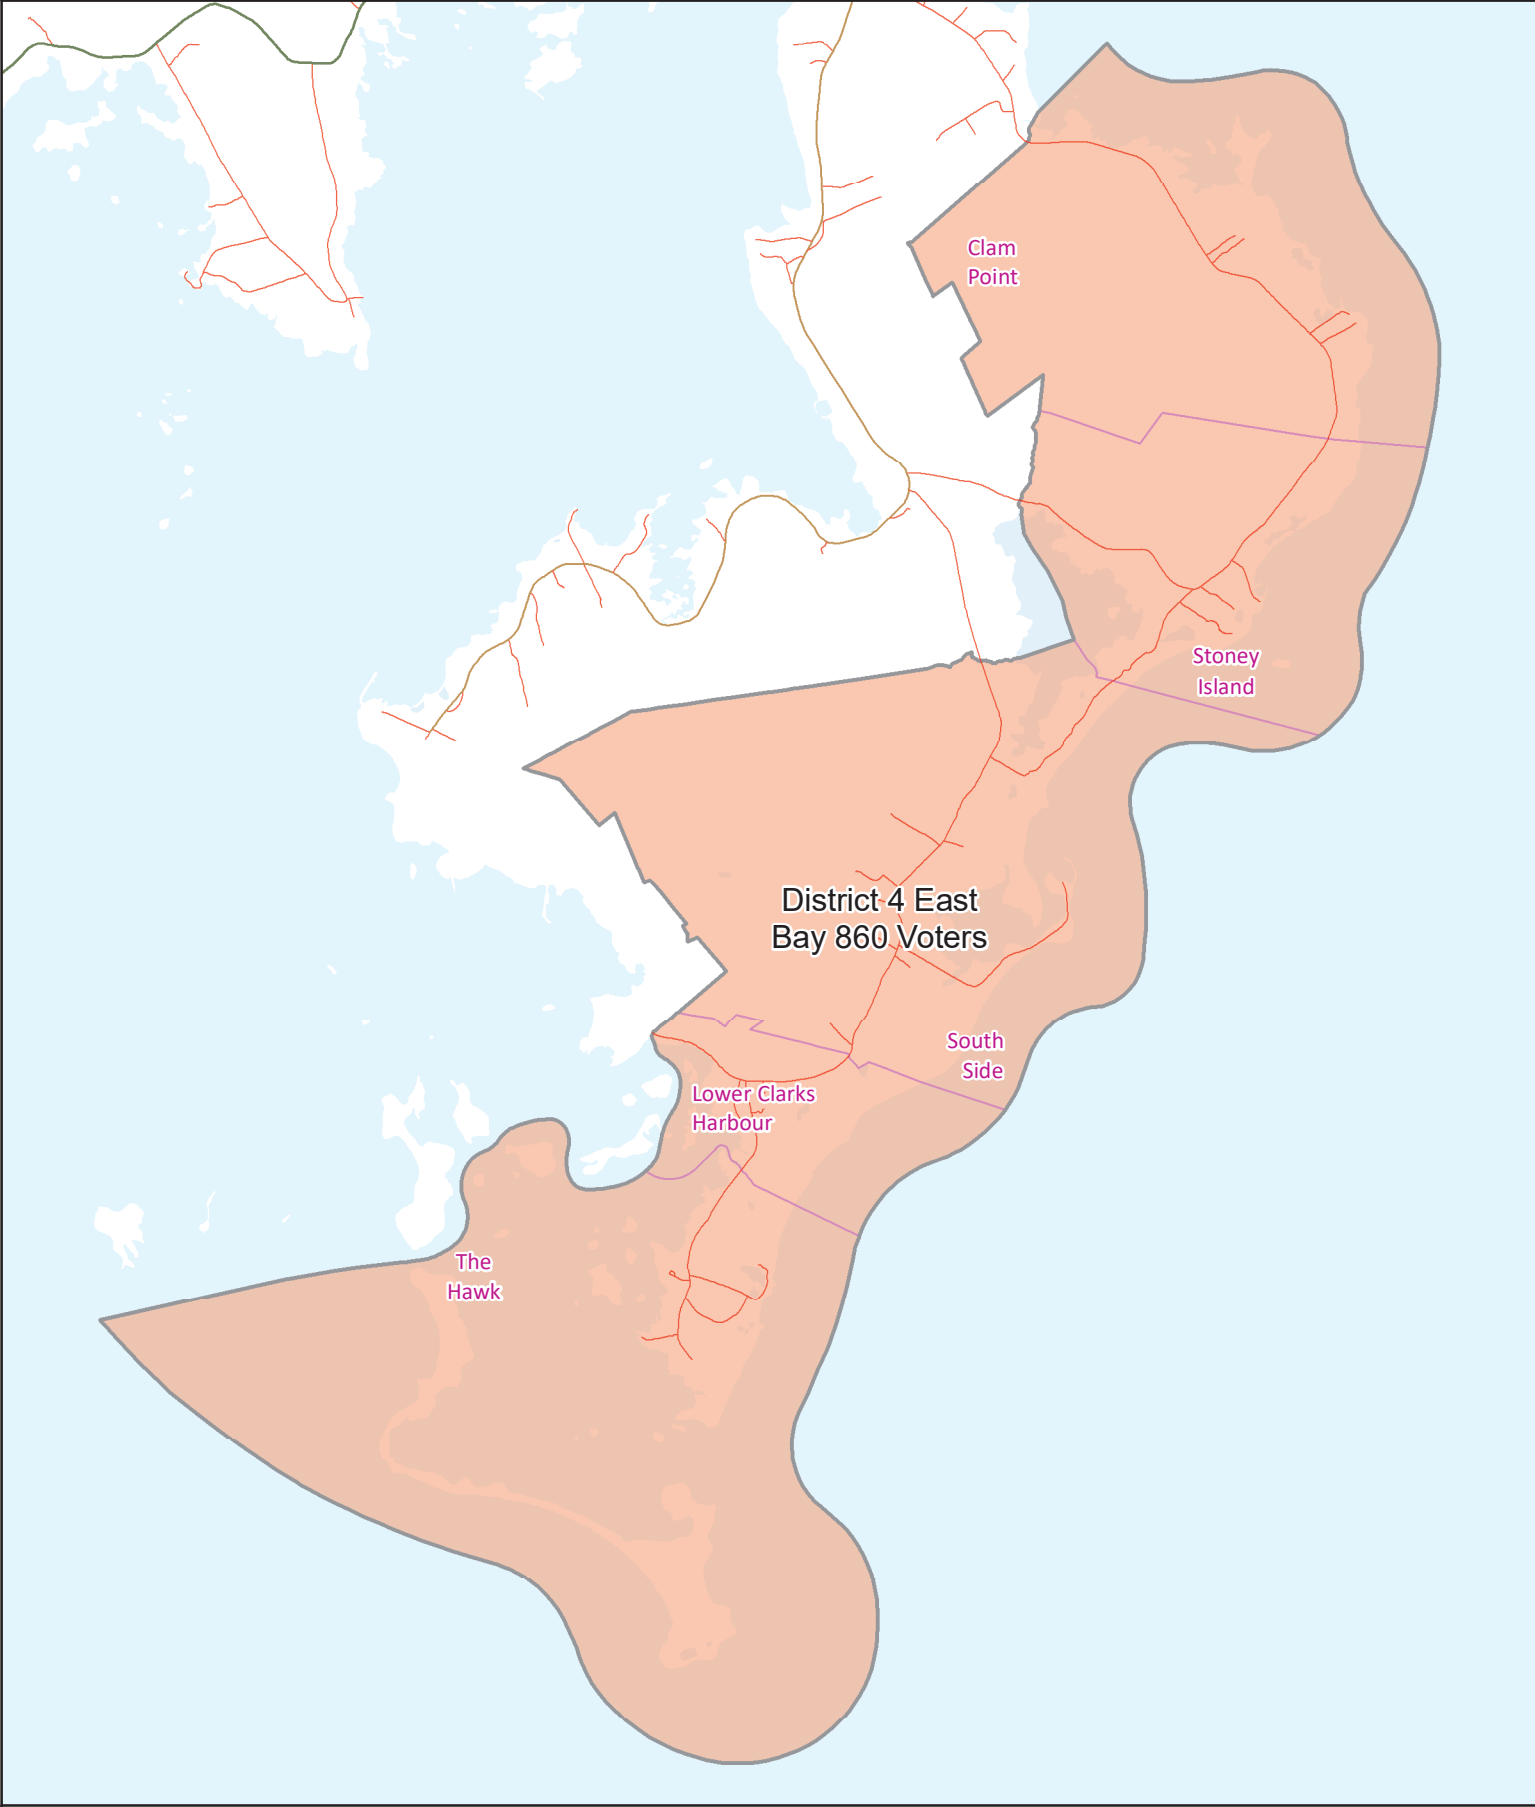 Clam
Point
Stoney
Island
District 4 East
Bay 860 Voters
South
Side
Lower Clarks
Harbour
The
Hawk